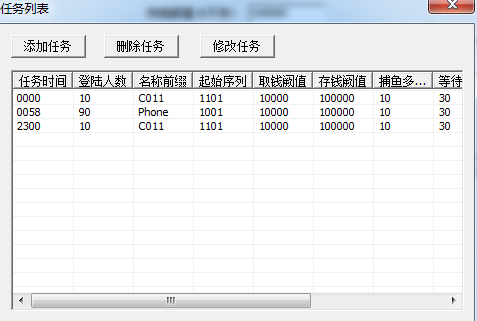 任务列表
添加任务 删除任务 修改任务
任务时间 登陆人数 名称前缀 起始序列 取钱阙值 存钱阙值 捕鱼多... 等待
0000 10 C011 1101 10000 100000 10 30
0058 90 Phone 1001 10000 100000 10 30
2300 10 C011 1101 10000 100000 10 30